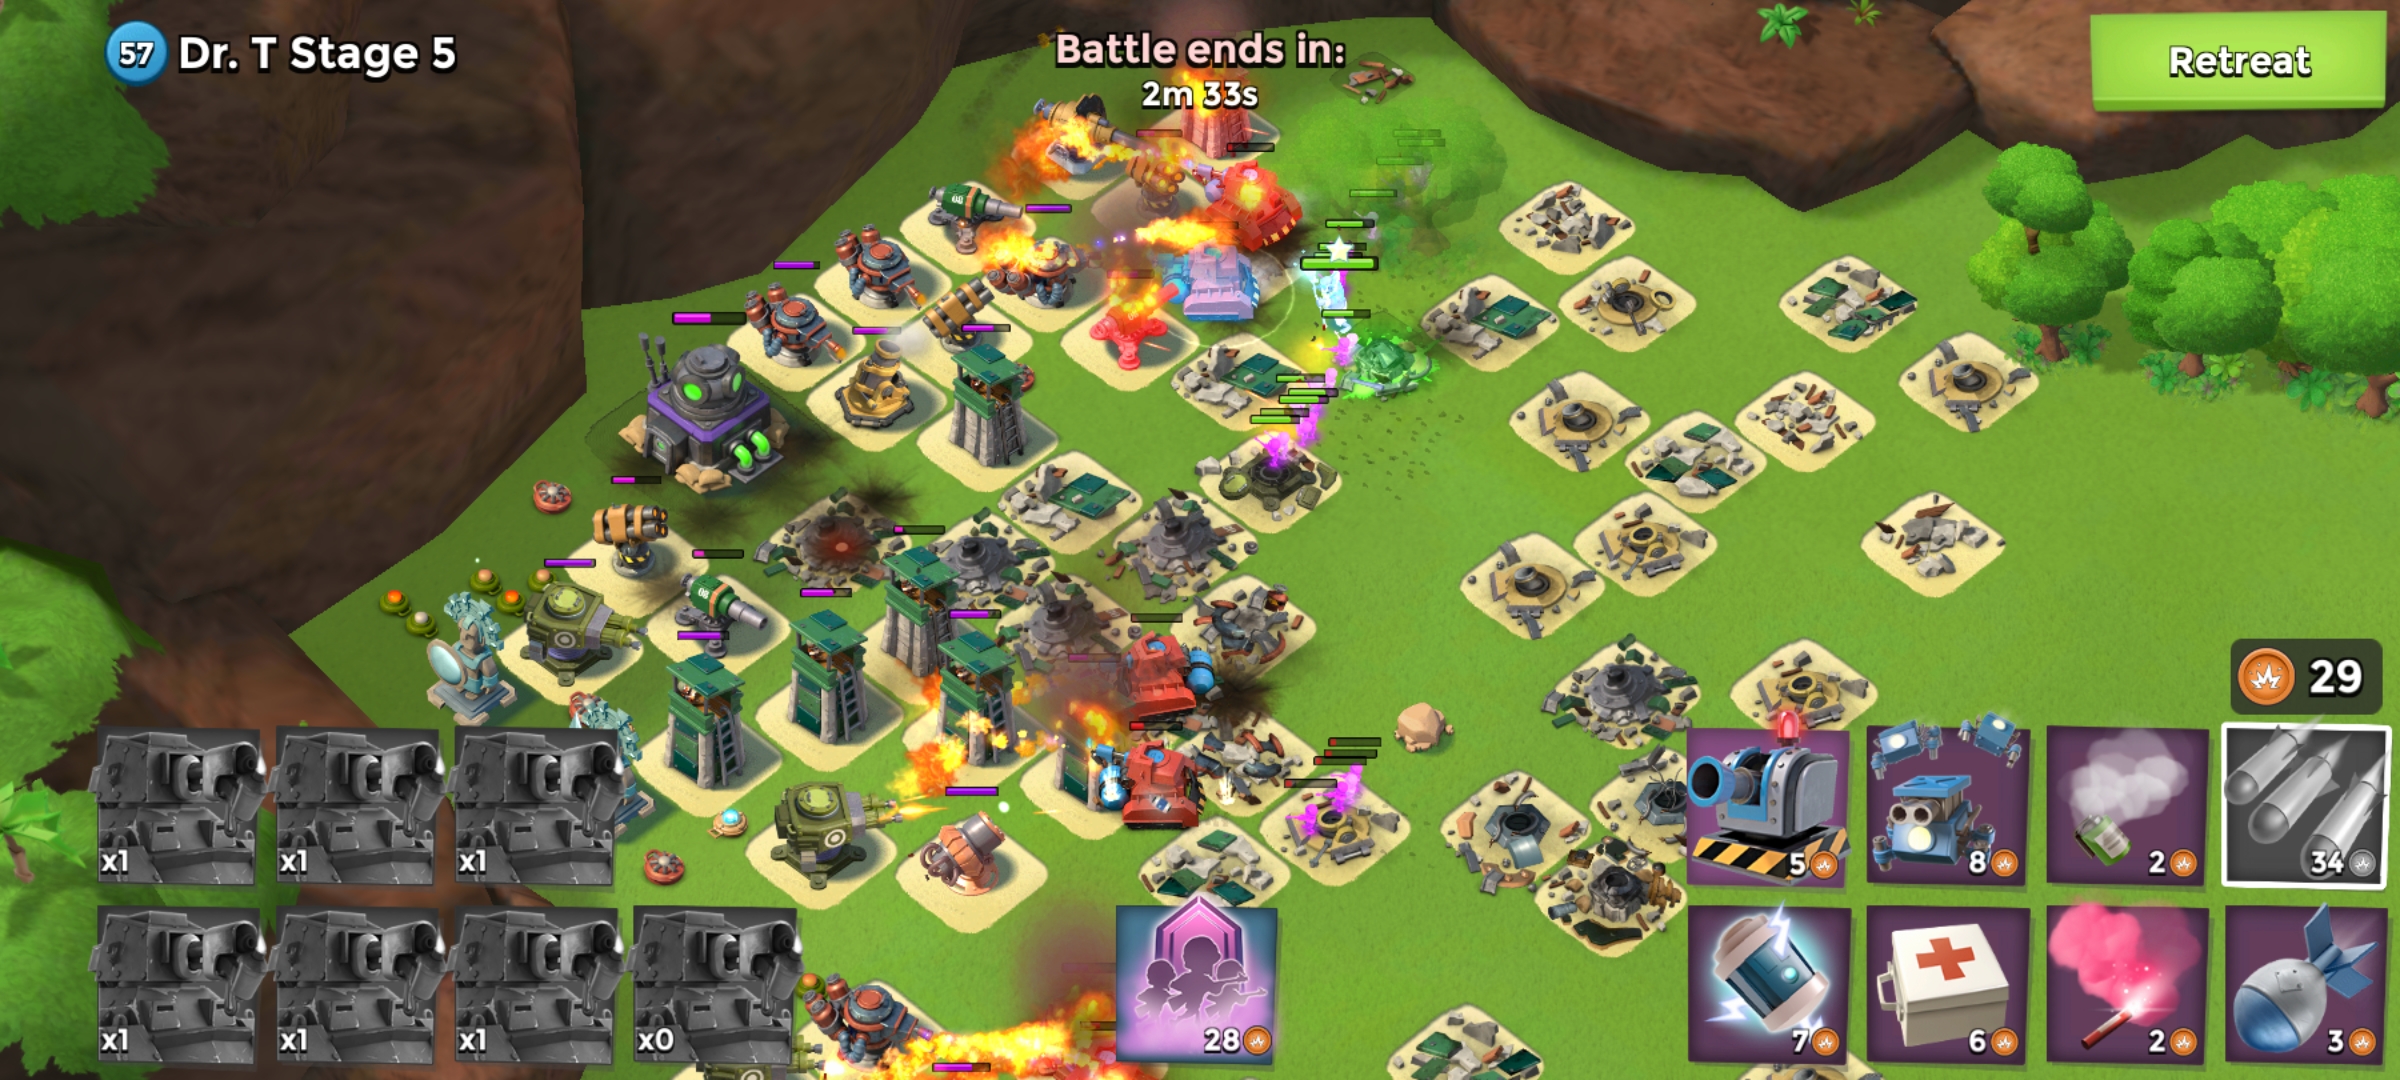 57 Dr. T Stage 5
Battle ends in:
2m 33s
Retreat
29
5
8
2
34
x1
x1
x1
x1
x1
x1
x0
28
7
6
2
3